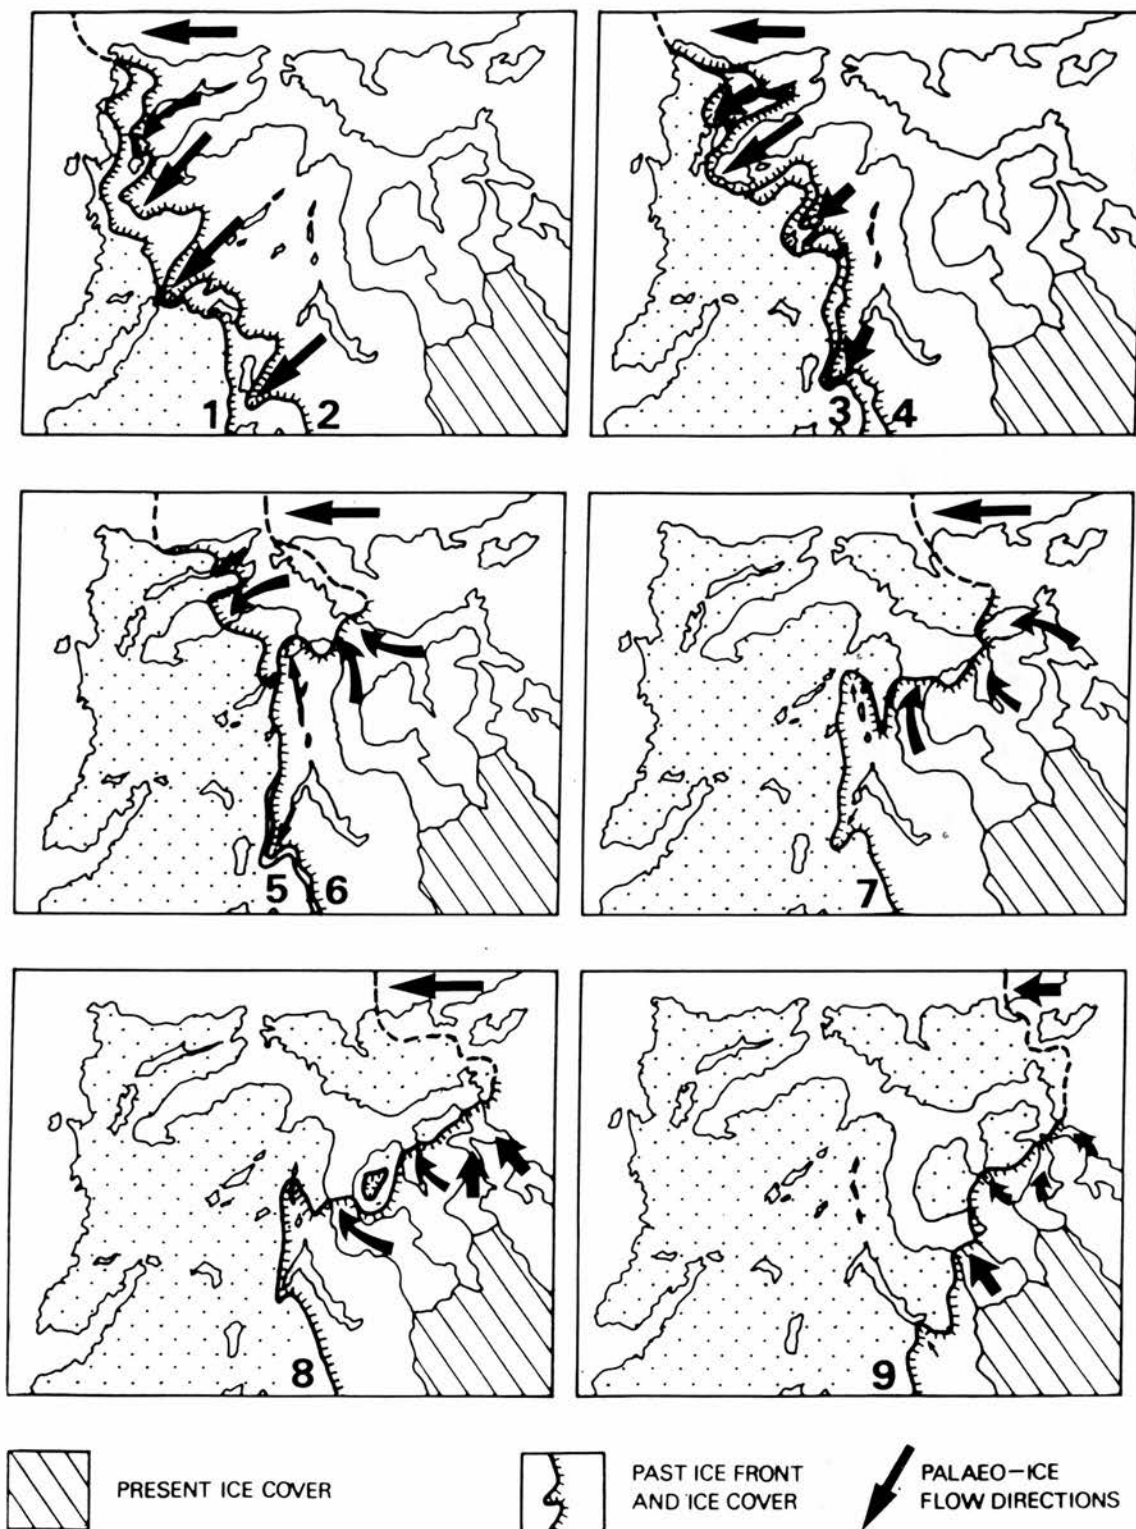 1 2
3 4
5 6
7
8
9
PRESENT ICE COVER
PAST ICE FRONT
AND ICE COVER
PALAEO-ICE
FLOW DIRECTIONS